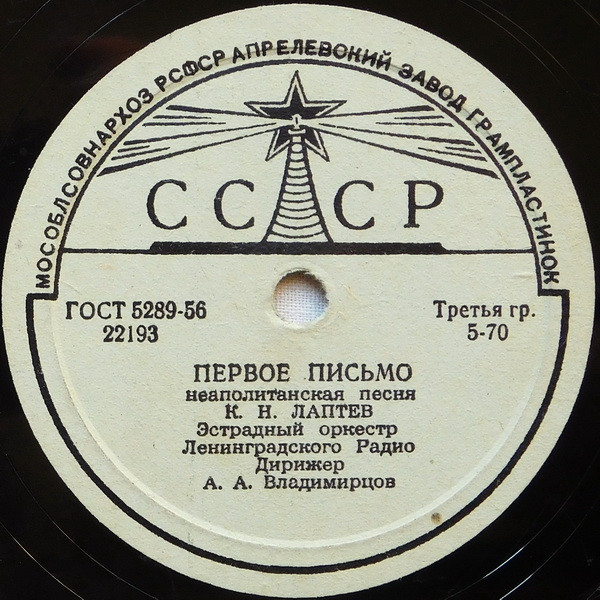 МОСОБЛСОВНАРХОЗ РСФСР АПРЕЛЕВСКИЙ ЗАВОД ГРАМПЛАСТИНОК
СССР
ГОСТ 5289-56
22193
Третья гр.
5-70
ПЕРВОЕ ПИСЬМО
неаполитанская песня
К. Н. ЛАПТЕВ
Эстрадный оркестр
Ленинградского Радио
Дирижер
А. А. Владимирцов